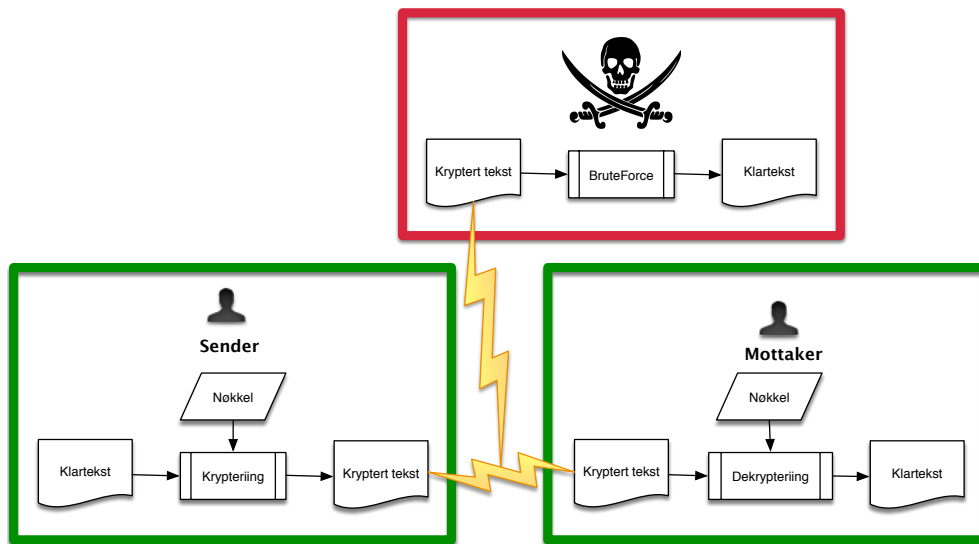 Kryptert tekst
BruteForce
Klartekst
Sender
Nøkkel
Klartekst
Krypteriing
Kryptert tekst
Mottaker
Nøkkel
Kryptert tekst
Dekrypteriing
Klartekst